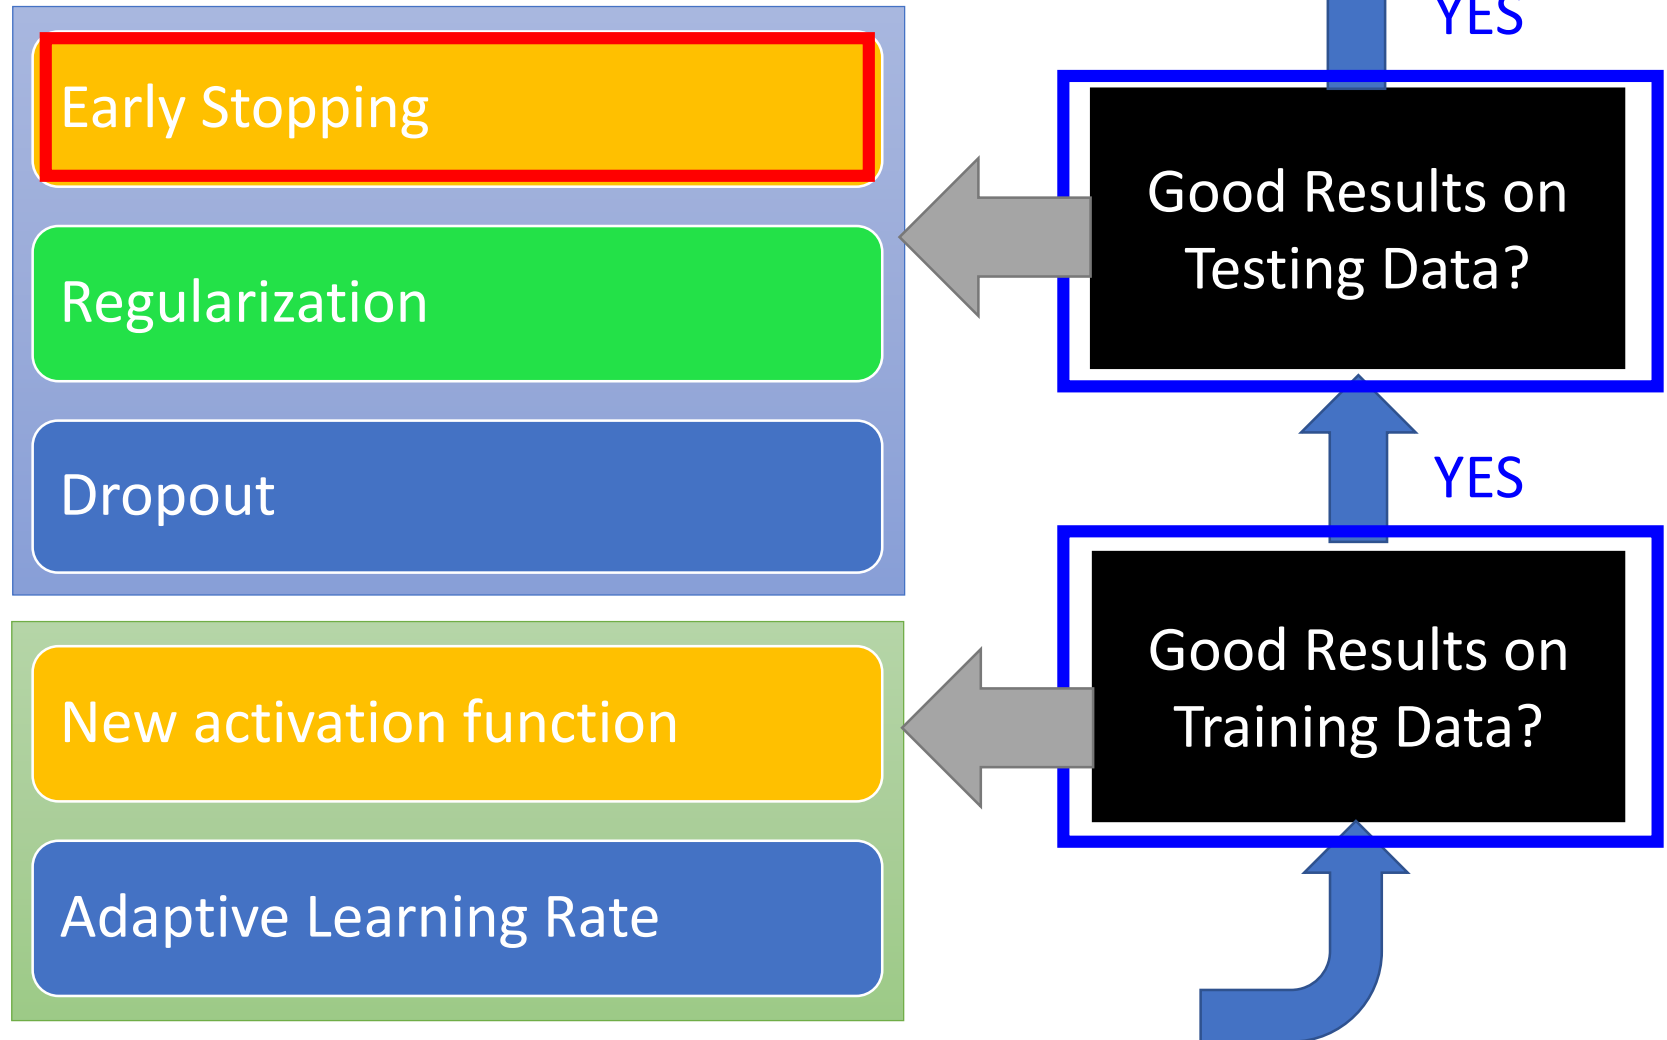 YES
Early Stopping
Good Results on
Testing Data?
Regularization
YES
Dropout
Good Results on
Training Data?
New activation function
Adaptive Learning Rate